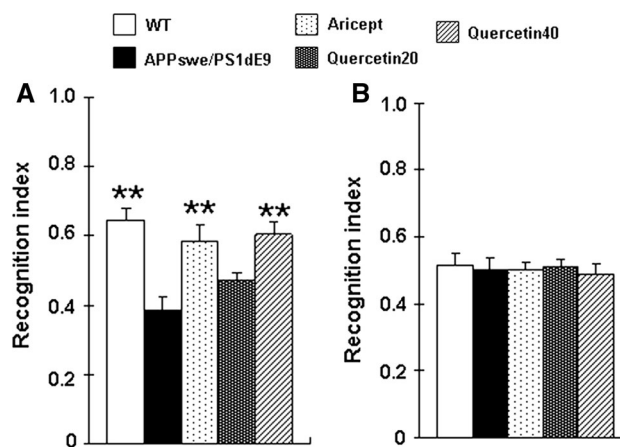 WT
Aricept
Quercetin40
APPswe/PS1dE9
Quercetin20
A
B
1.0
0.8
0.6
0.4
0.2
0
Recognition index
**
**
**
1.0
0.8
0.6
0.4
0.2
0
Recognition index